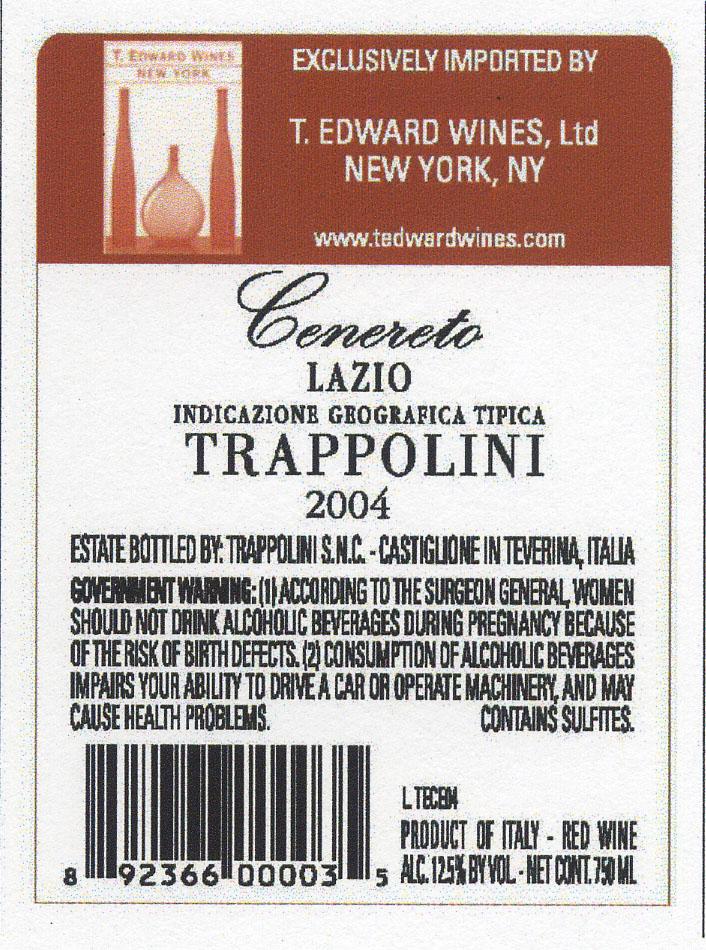 T. EDWARD WINES
NEW YORK
EXCLUSIVELY IMPORTED BY
T. EDWARD WINES, Ltd
NEW YORK, NY
www.tedwardwines.com
Cenereto
LAZIO
INDICAZIONE GEOGRAFICA TIPICA
TRAPPOLINI
2004
ESTATE BOTTLED BY: TRAPPOLINI S.N.C. - CASTIGLIONE IN TEVERINA, ITALIA
GOVERNMENT WARNING: (1) ACCORDING TO THE SURGEON GENERAL, WOMEN
SHOULD NOT DRINK ALCOHOLIC BEVERAGES DURING PREGNANCY BECAUSE
OF THE RISK OF BIRTH DEFECTS. (2) CONSUMPTION OF ALCOHOLIC BEVERAGES
IMPAIRS YOUR ABILITY TO DRIVE A CAR OR OPERATE MACHINERY, AND MAY
CAUSE HEALTH PROBLEMS. CONTAINS SULFITES.
L.
PRODUCT OF ITALY - RED WINE
ALC. 12.5% BY VOL - NET CONT. 750 ML
8 92366 00003 5